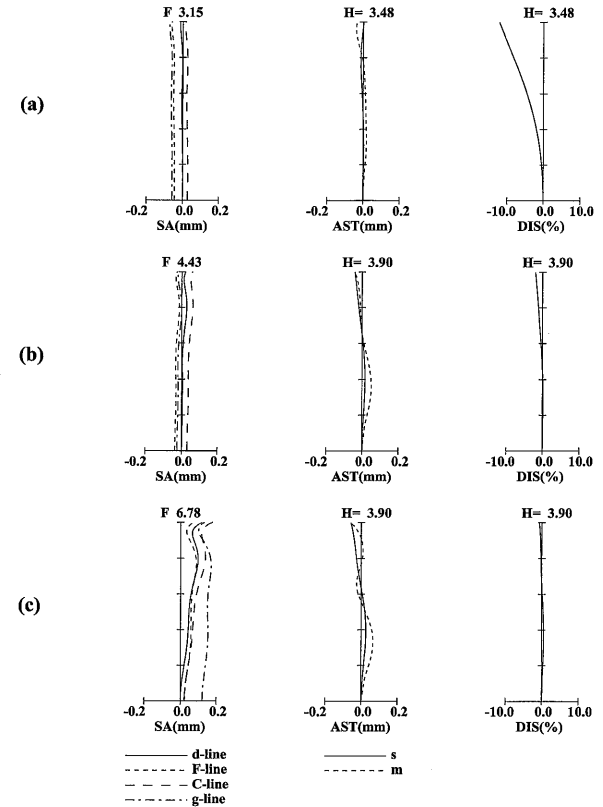 F 3.15 H= 3.48 H= 3.48
(a)
-0.2 0.0 0.2 -0.2 0.0 0.2 -10.0 0.0 10.0
SA(mm) AST(mm) DIS(%)
F 4.43 H= 3.90 H= 3.90
(b)
-0.2 0.0 0.2 -0.2 0.0 0.2 -10.0 0.0 10.0
SA(mm) AST(mm) DIS(%)
F 6.78 H= 3.90 H= 3.90
(c)
-0.2 0.0 0.2 -0.2 0.0 0.2 -10.0 0.0 10.0
SA(mm) AST(mm) DIS(%)
d-line s
F-line m
C-line
g-line